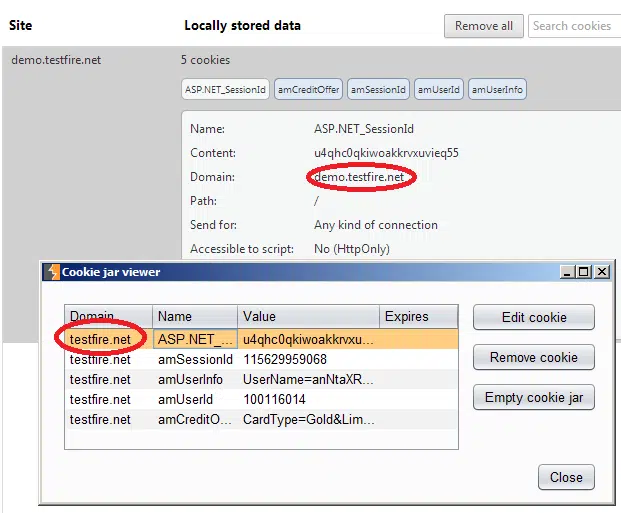 Site Locally stored data Remove all Search cookies
demo.testfire.net 5 cookies
ASP.NET_SessionId amCreditOffer amSessionId amUserId amUserInfo
Name: ASP.NET_SessionId
Content: u4qhc0qkiwoakkrvxuvieq55
Domain: demo.testfire.net
Path: /
Send for: Any kind of connection
Accessible to script: No (HttpOnly)
Cookie jar viewer
Domain Name Value Expires
testfire.net ASP.NET_... u4qhc0qkiwoakkrvxu...
testfire.net amSessionId 115629959068
testfire.net amUserInfo UserName=anNtaXR...
testfire.net amUserId 100116014
testfire.net amCreditO... CardType=Gold&Lim...
Edit cookie
Remove cookie
Empty cookie jar
Close